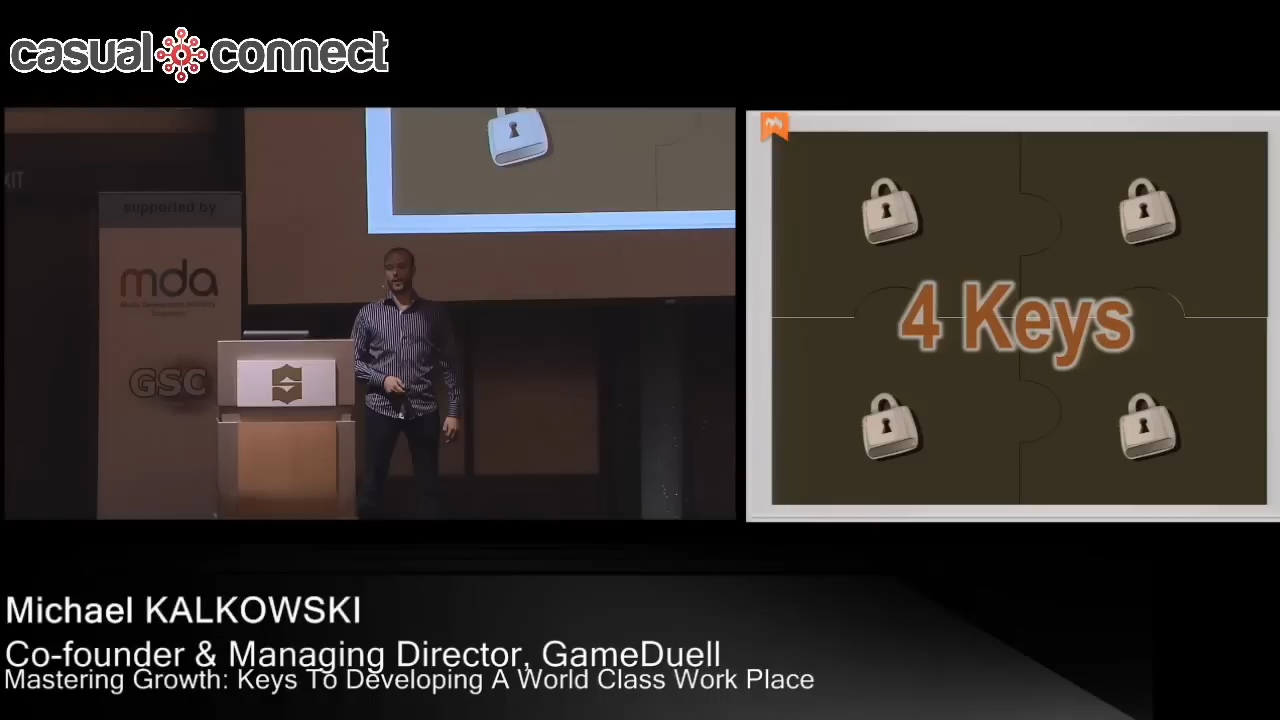 casual connect
XIT
supported by
mda
GSC
4 Keys
Michael KALKOWSKI
Co-founder & Managing Director, GameDuell
Mastering Growth: Keys To Developing A World Class Work Place